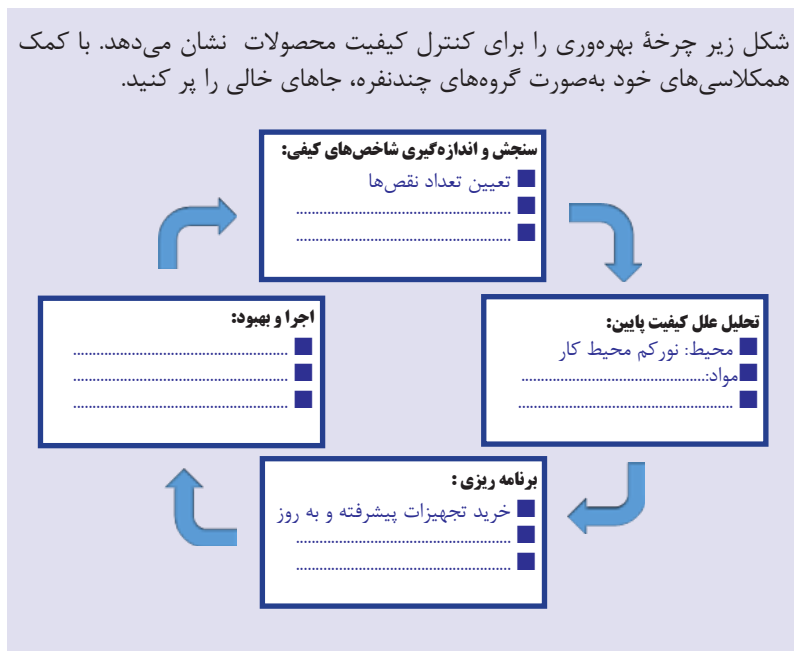 شکل زیر چرخهٔ بهره‌وری را برای کنترل کیفیت محصولات نشان می‌دهد. با کمک
همکلاسی‌های خود به‌صورت گروه‌های چندنفره، جاهای خالی را پر کنید.
سنجش و اندازه‌گیری شاخص‌های کیفی:
■ تعیین تعداد نقص‌ها
■ ......................................................
■ ......................................................
تحلیل علل کیفیت پایین:
■ محیط: نورکم محیط کار
■ مواد:..............................................
■ ......................................................
برنامه ریزی :
■ خرید تجهیزات پیشرفته و به روز
■ ......................................................
■ ......................................................
اجرا و بهبود:
■ ......................................................
■ ......................................................
■ ......................................................